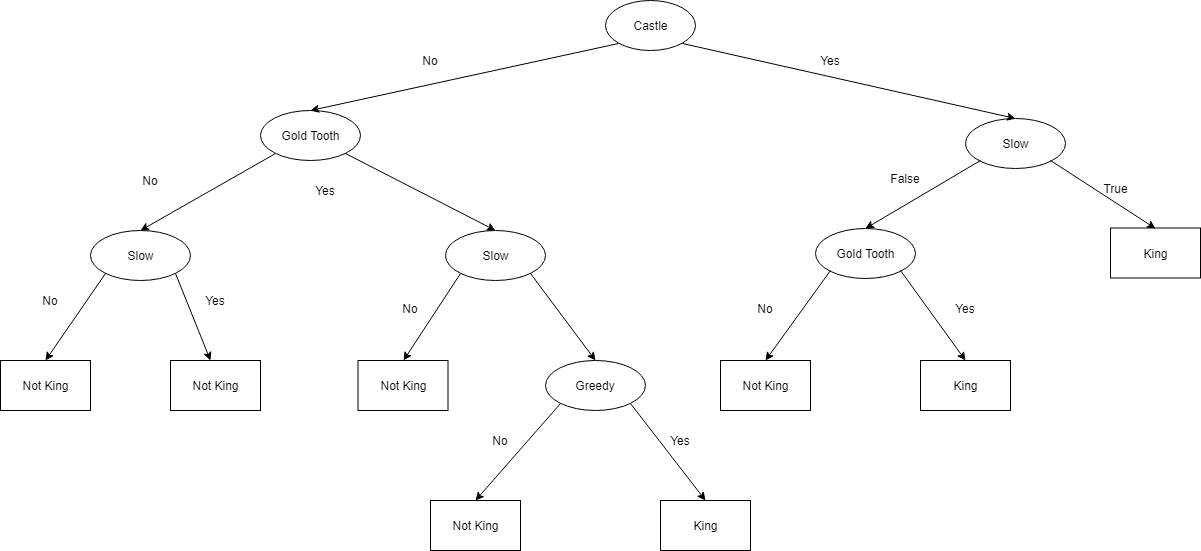 Castle
No
Yes
Gold Tooth
Slow
No
Yes
False
True
Slow
Slow
Gold Tooth
King
No
Yes
No
No
Yes
Not King
Not King
Not King
Greedy
Not King
King
No
Yes
Not King
King